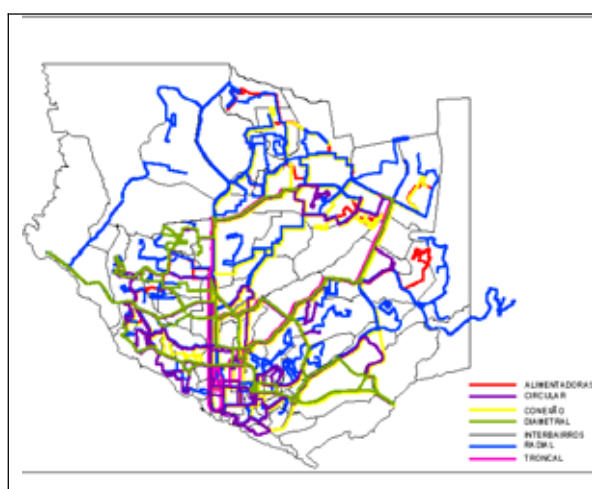 ALIMENTADORAS
CIRCULAR
CONEXÃO
DIAMETRAL
INTERBAIRROS
RADIAL
TRONCAL